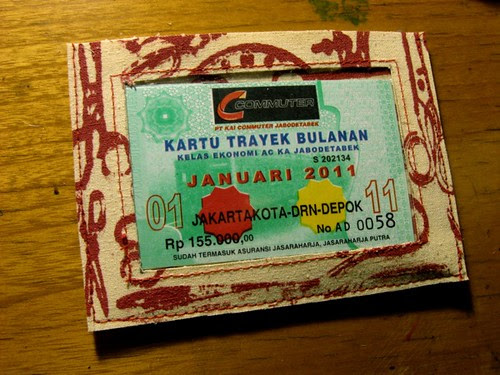 COMMUTER
PT KAI COMMUTER JABODETABEK
KARTU TRAYEK BULANAN
KELAS EKONOMI AC KA JABODETABEK
S 202134
JANUARI 2011
01 JAKARTAKOTA-DRN-DEPOK 11
Rp 155.000,00 No AD 0058
SUDAH TERMASUK ASURANSI JASARAHARJA, JASARAHARJA PUTRA